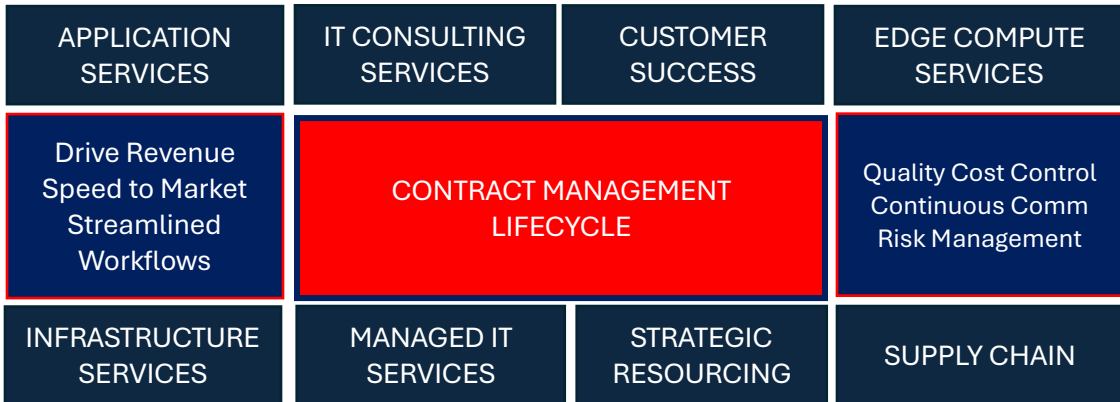 APPLICATION
SERVICES
IT CONSULTING
SERVICES
CUSTOMER
SUCCESS
EDGE COMPUTE
SERVICES
Drive Revenue
Speed to Market
Streamlined
Workflows
CONTRACT MANAGEMENT
LIFECYCLE
Quality Cost Control
Continuous Comm
Risk Management
INFRASTRUCTURE
SERVICES
MANAGED IT
SERVICES
STRATEGIC
RESOURCING
SUPPLY CHAIN